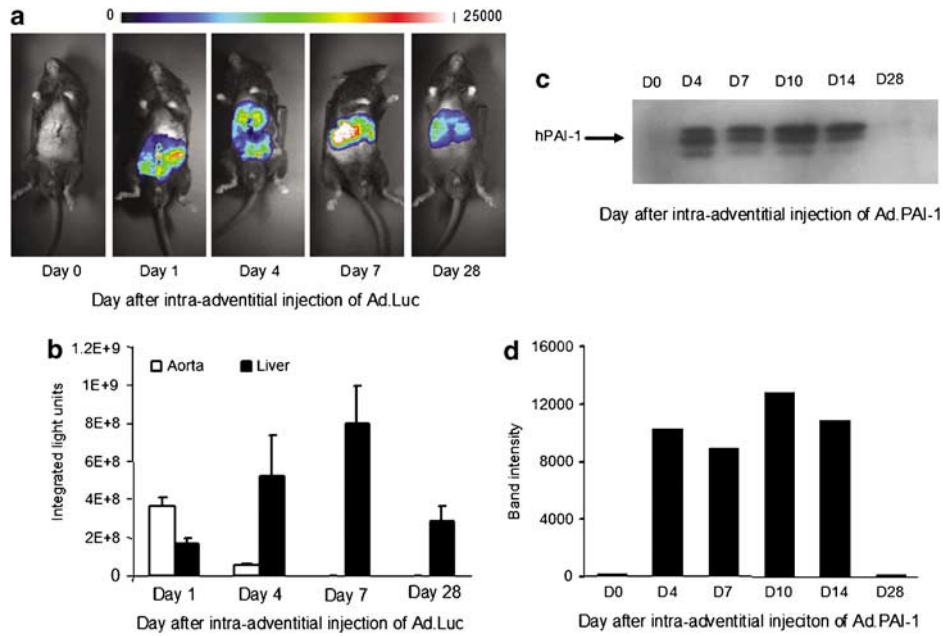 a
0 25000
Day 0 Day 1 Day 4 Day 7 Day 28
Day after intra-adventitial injection of Ad.Luc
b
1.2E+9
1E+9
8E+8
6E+8
4E+8
2E+8
0
Integrated light units
Aorta Liver
Day 1 Day 4 Day 7 Day 28
Day after intra-adventitial injection of Ad.Luc
c
D0 D4 D7 D10 D14 D28
hPAI-1
Day after intra-adventitial injection of Ad.PAI-1
d
16000
12000
8000
4000
0
Band intensity
D0 D4 D7 D10 D14 D28
Day after intra-adventitial injeciton of Ad.PAI-1